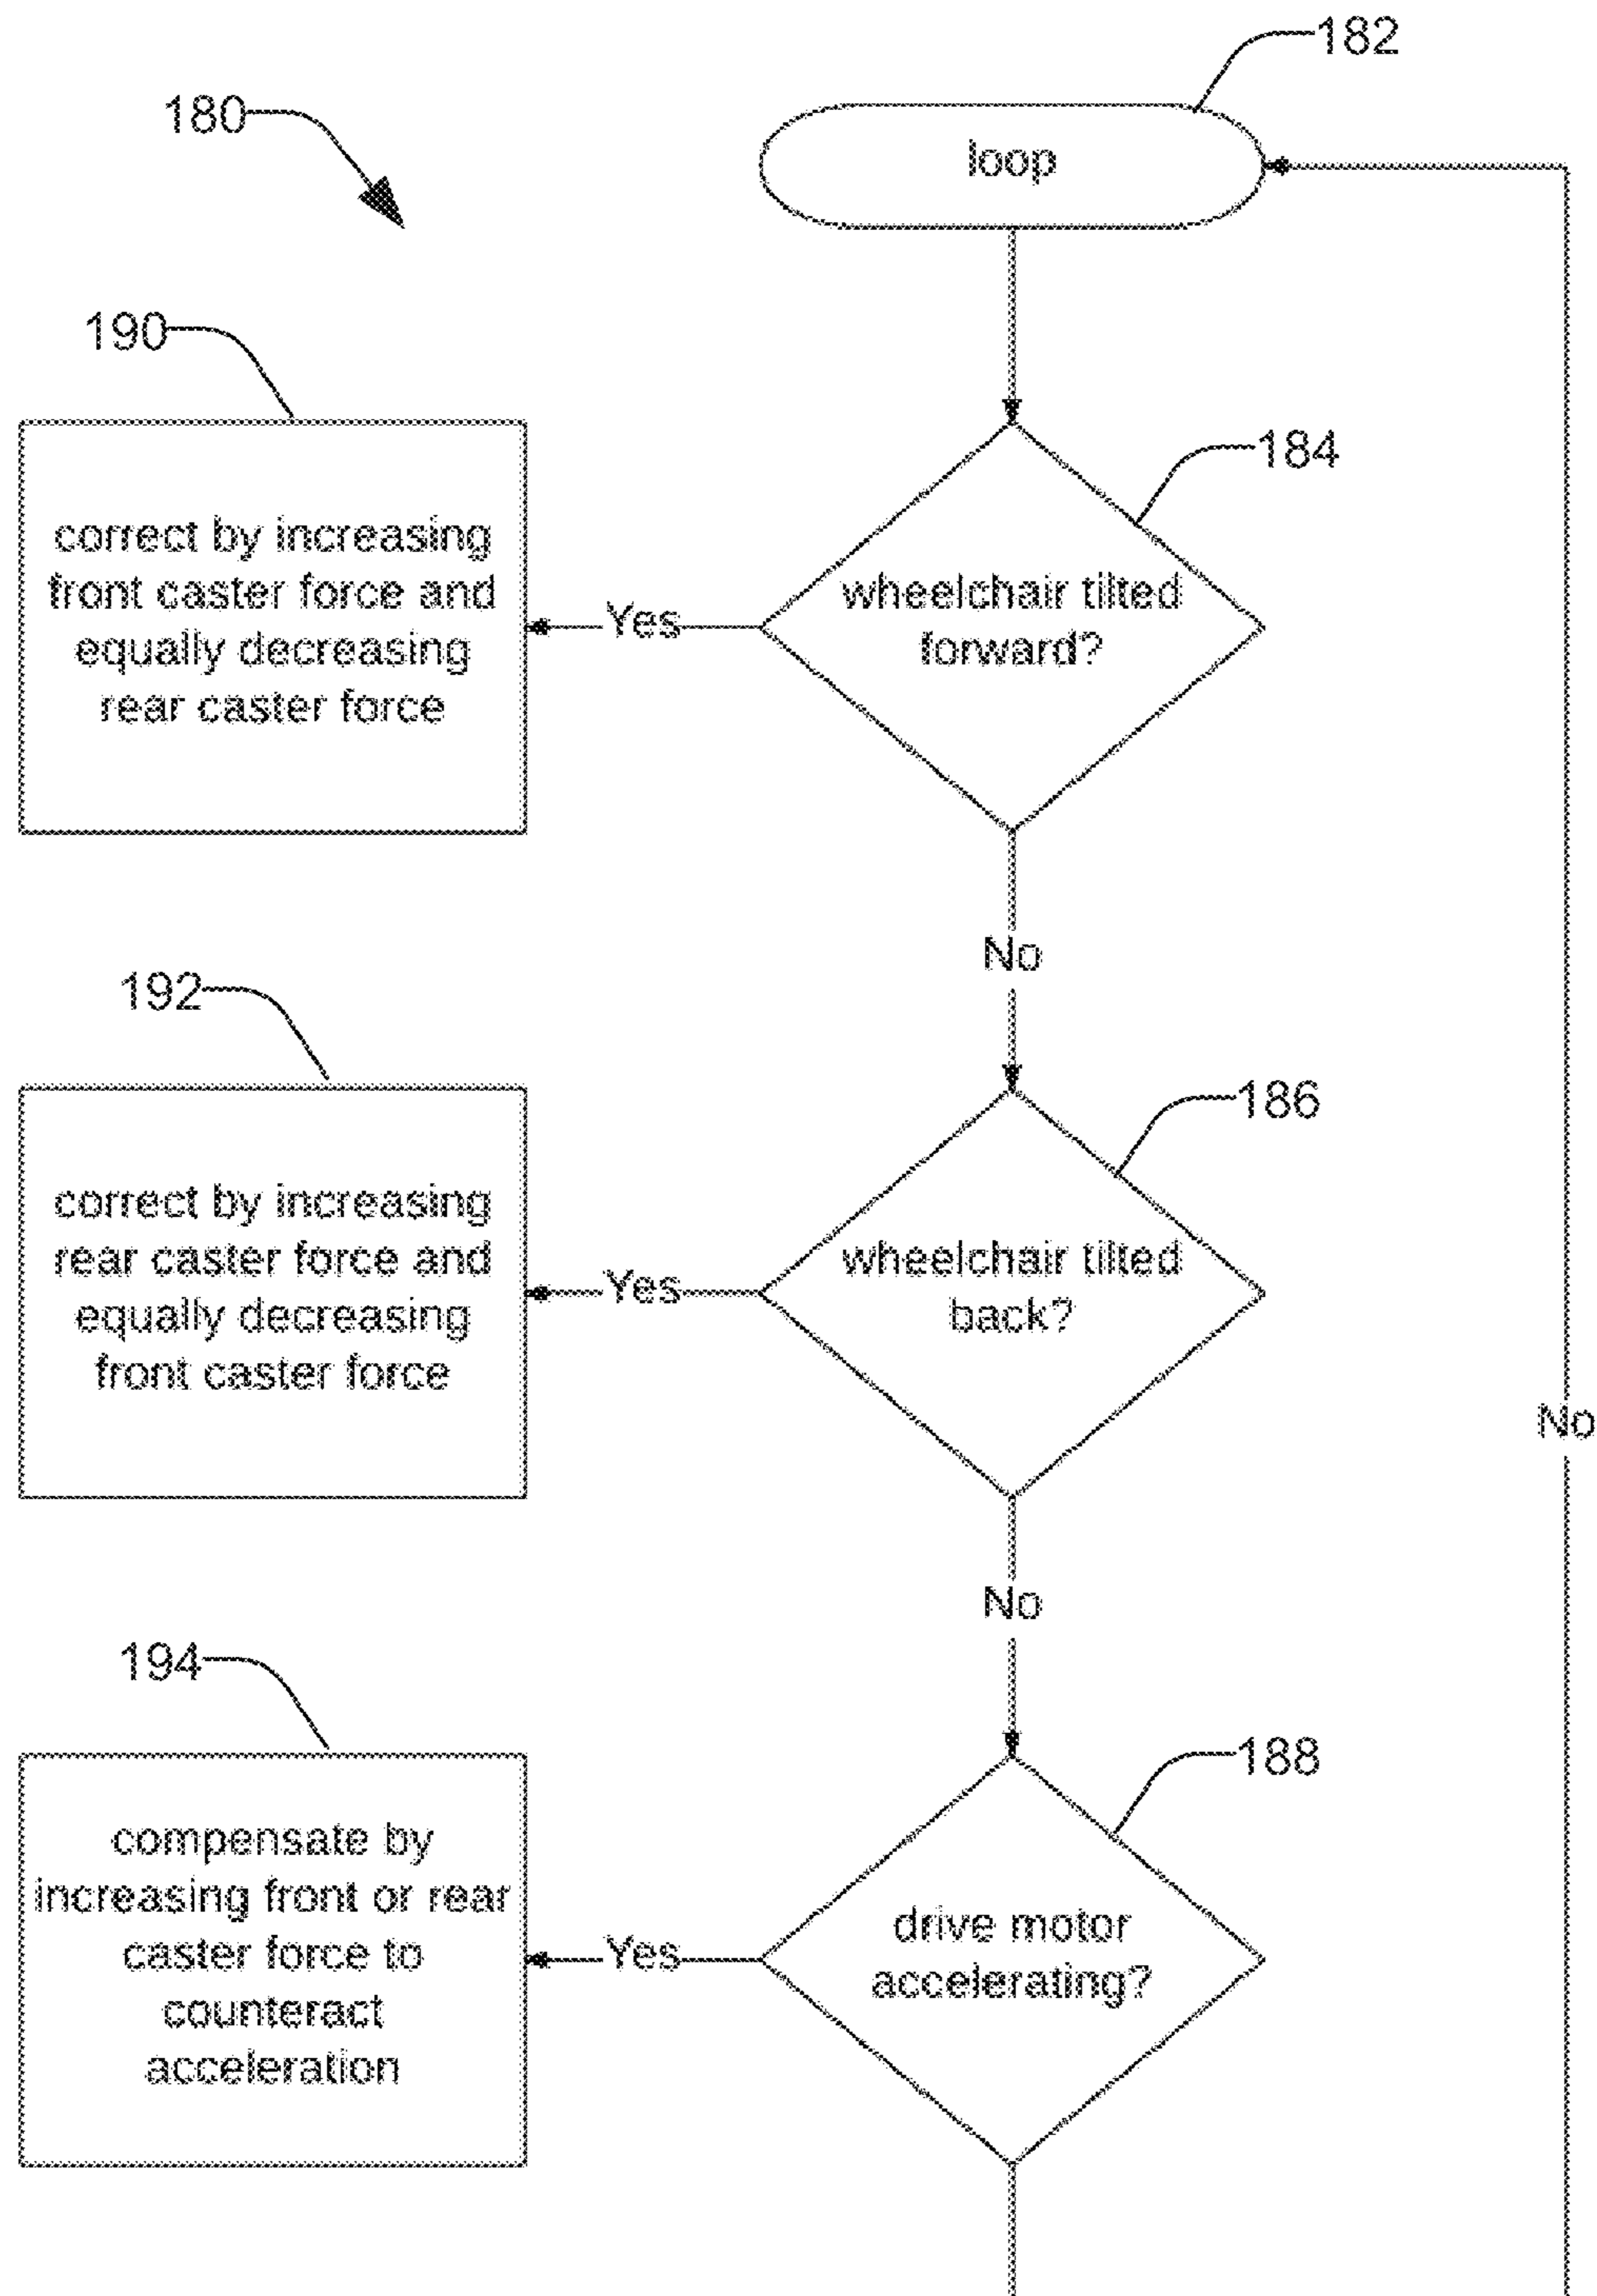 182
180
loop
190
184
correct by increasing
front caster force and
equally decreasing
rear caster force
Yes
wheelchair tilted
forward?
No
192
186
correct by increasing
rear caster force and
equally decreasing
front caster force
Yes
wheelchair tilted
back?
No
No
194
188
compensate by
increasing front or rear
caster force to
counteract
acceleration
Yes
drive motor
accelerating?